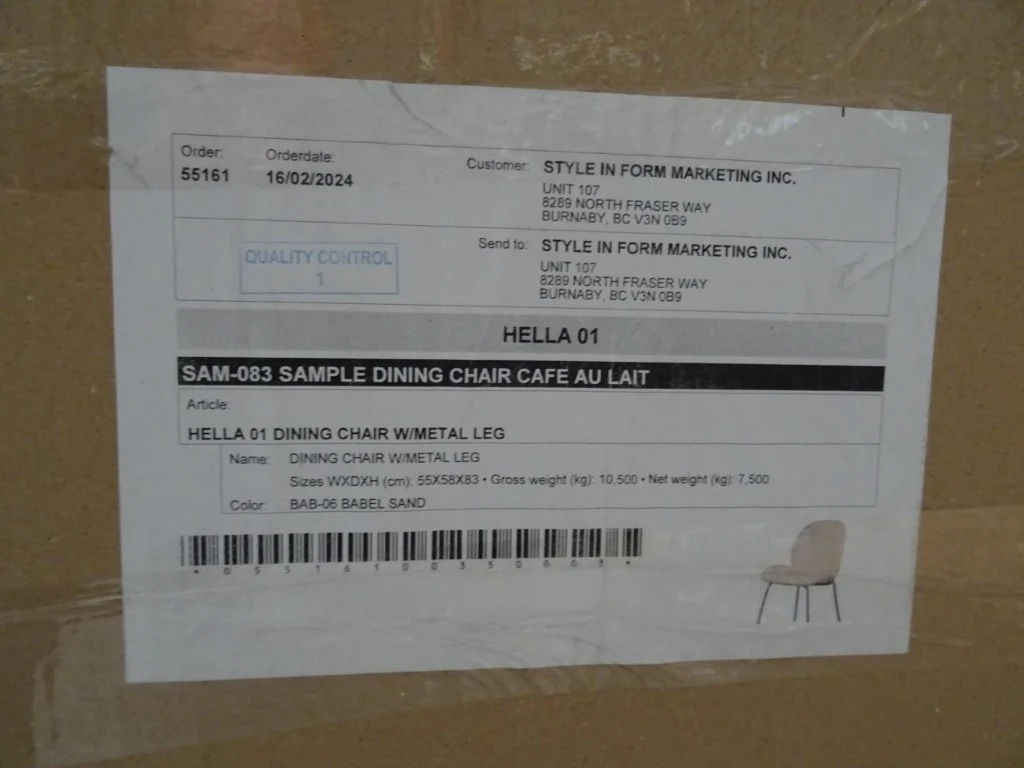 Order: Orderdate: Customer: STYLE IN FORM MARKETING INC.
55161 16/02/2024
UNIT 107
8289 NORTH FRASER WAY
BURNABY, BC V3N 0B9
Send to: STYLE IN FORM MARKETING INC.
QUALITY CONTROL
1
UNIT 107
8289 NORTH FRASER WAY
BURNABY, BC V3N 0B9
HELLA 01
SAM-083 SAMPLE DINING CHAIR CAFE AU LAIT
Article:
HELLA 01 DINING CHAIR W/METAL LEG
Name: DINING CHAIR W/METAL LEG
Sizes WXDXH (cm): 55X58X83 • Gross weight (kg): 10,500 • Net weight (kg): 7,500
Color: BAB-06 BABEL SAND